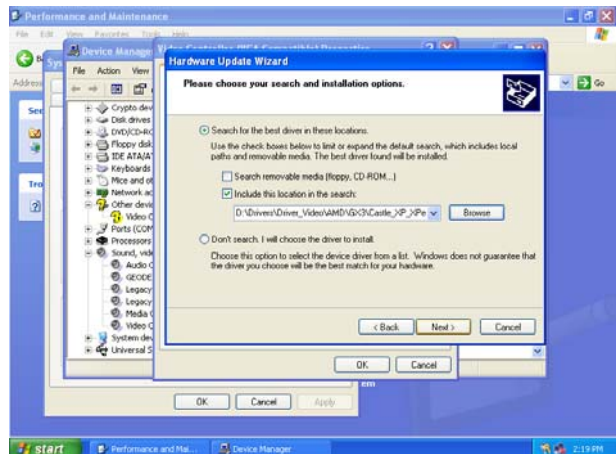 Performance and Maintenance
File Edit View Favorites Tools Help
Address
Go
Device Manage
Video Controller (VGA Compatible) Properties
File Action View
Crypto dev
Disk drives
DVD/CD-RO
Floppy disk
IDE ATA/AT
Keyboards
Mice and ot
Network ad
Other devic
Video C
Ports (COM
Processors
Sound, vide
Audio C
GEODE
Legacy
Legacy
Media C
Video C
System dev
Universal S
Hardware Update Wizard
Please choose your search and installation options.
Search for the best driver in these locations.
Use the check boxes below to limit or expand the default search, which includes local
paths and removable media. The best driver found will be installed.
Search removable media (floppy, CD-ROM...)
Include this location in the search:
D:\Drivers\Driver_Video\AMD\GX3\Castle_XP_XPe
Browse
Don't search. I will choose the driver to install.
Choose this option to select the device driver from a list. Windows does not guarantee that
the driver you choose will be the best match for your hardware.
< Back
Next >
Cancel
OK
Cancel
OK
Cancel
Apply
start
Performance and Mai...
Device Manager
2:19 PM